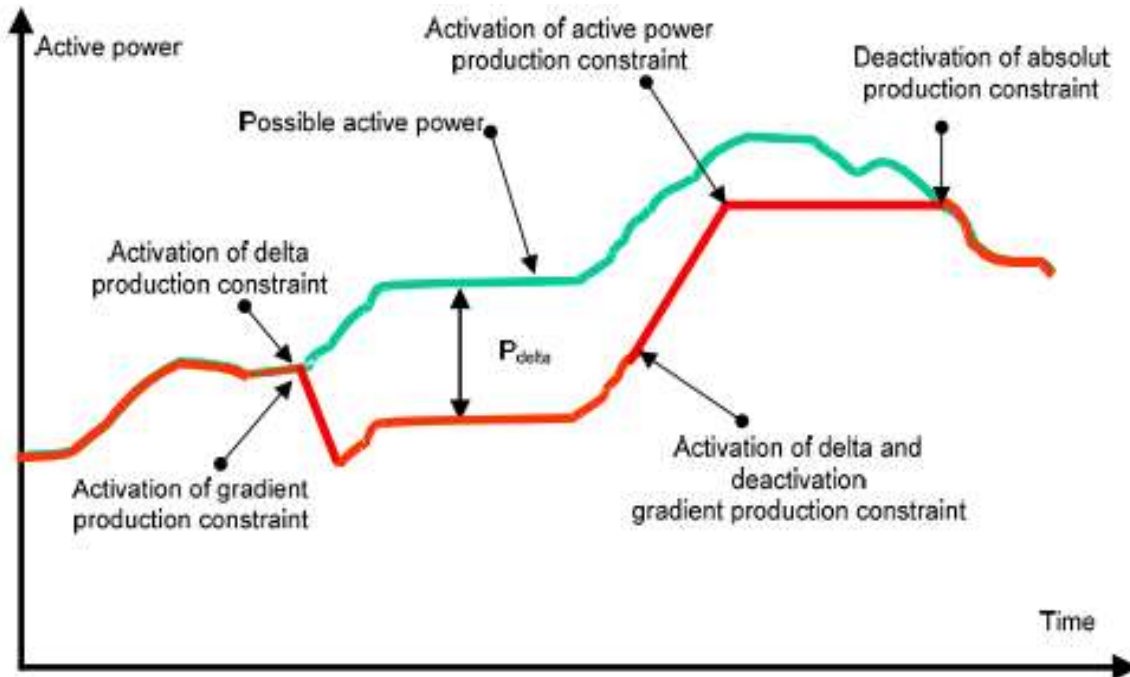 Active power
Activation of active power
production constraint
Deactivation of absolut
production constraint
Possible active power
Activation of delta
production constraint
Pdelta
Activation of gradient
production constraint
Activation of delta and
deactivation
gradient production constraint
Time